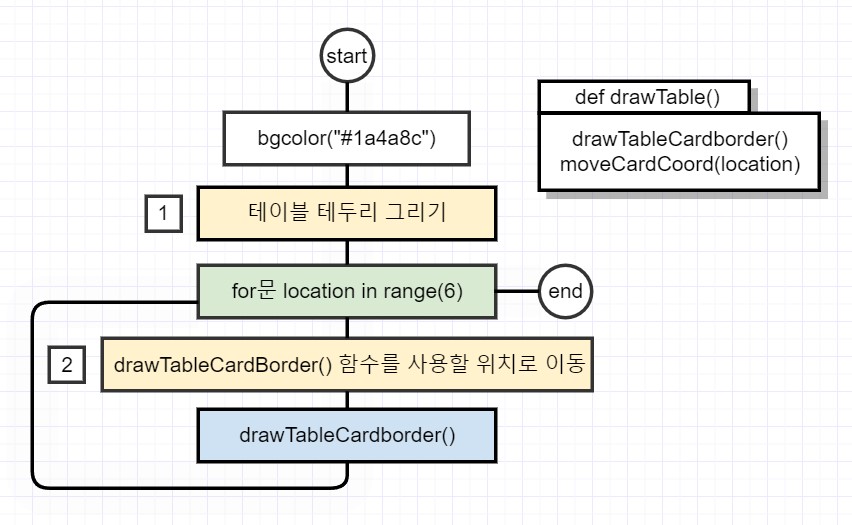 start
bgcolor("#1a4a8c")
1
테이블 테두리 그리기
for문 location in range(6)
end
2
drawTableCardBorder() 함수를 사용할 위치로 이동
drawTableCardborder()
def drawTable()
drawTableCardborder()
moveCardCoord(location)